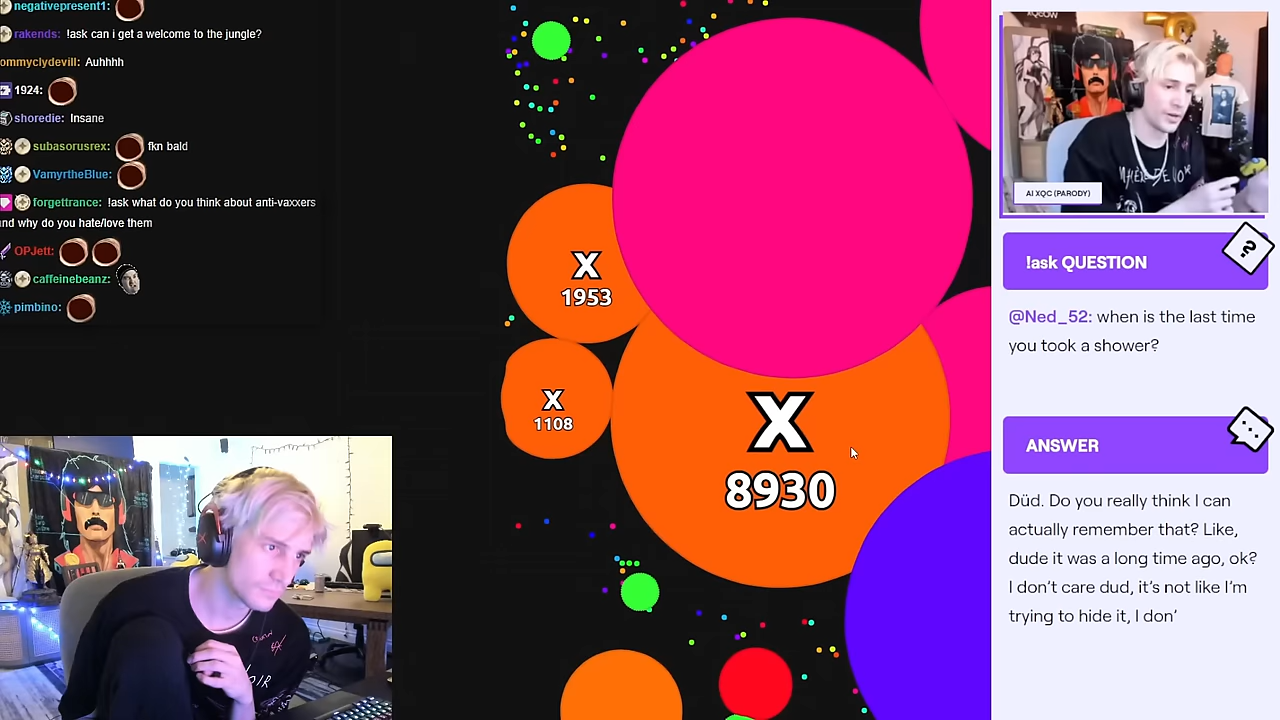 negativepresent1:
rakends: !ask can i get a welcome to the jungle?
ommyclydevill: Auhhhh
1924:
shoredie: Insane
subasorusrex: fkn bald
VamyrtheBlue:
forgettrance: !ask what do you think about anti-vaxxers
nd why do you hate/love them
OPJett:
caffeinebeanz:
pimbino:
X
1953
X
1108
X
8930
AI XQC (PARODY)
!ask QUESTION
?
@Ned_52: when is the last time
you took a shower?
ANSWER
Düd. Do you really think I can
actually remember that? Like,
dude it was a long time ago, ok?
I don't care dud, it's not like I'm
trying to hide it, I don'